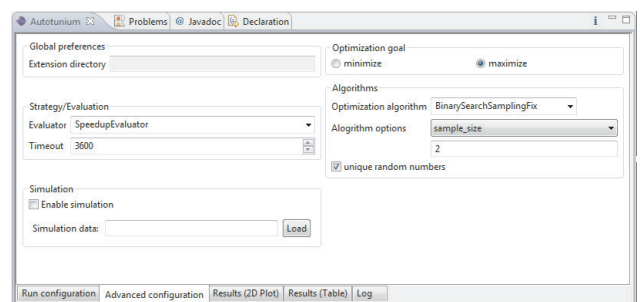 Autotunium Problems @ Javadoc Declaration i
Global preferences
Extension directory
Strategy/Evaluation
Evaluator SpeedupEvaluator
Timeout 3600
Simulation
Enable simulation
Simulation data: Load
Optimization goal
minimize maximize
Algorithms
Optimization algorithm BinarySearchSamplingFix
Alogrithm options sample_size
2
unique random numbers
Run configuration Advanced configuration Results (2D Plot) Results (Table) Log